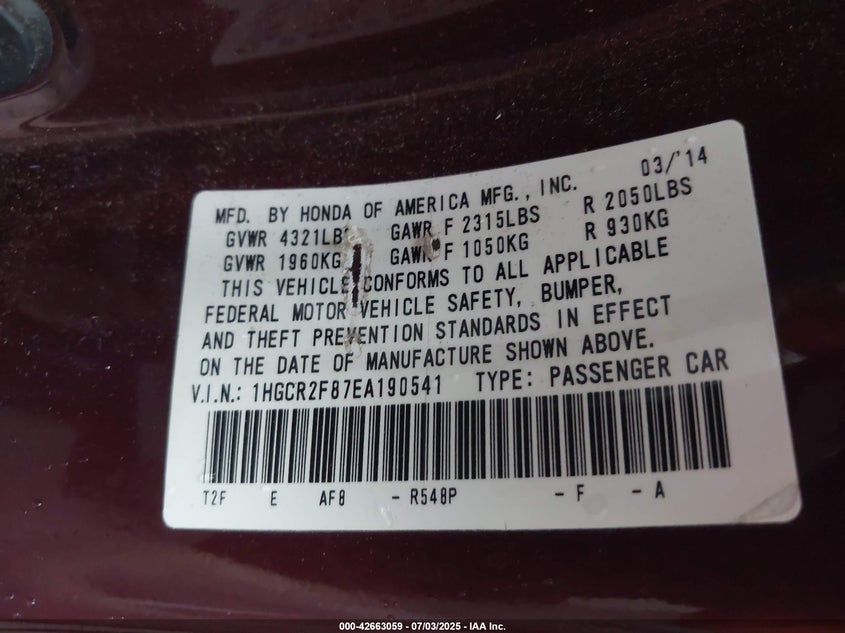 03/'14
MFD. BY HONDA OF AMERICA MFG., INC.
GVWR 4321LBS GAWR F 2315LBS R 2050LBS
GVWR 1960KG GAWR F 1050KG R 930KG
THIS VEHICLE CONFORMS TO ALL APPLICABLE
FEDERAL MOTOR VEHICLE SAFETY, BUMPER,
AND THEFT PREVENTION STANDARDS IN EFFECT
ON THE DATE OF MANUFACTURE SHOWN ABOVE.
V.I.N.: 1HGCR2F87EA190541 TYPE: PASSENGER CAR
T2F E AF8 - R548P - F - A
000-42663059 - 07/03/2025 - IAA Inc.